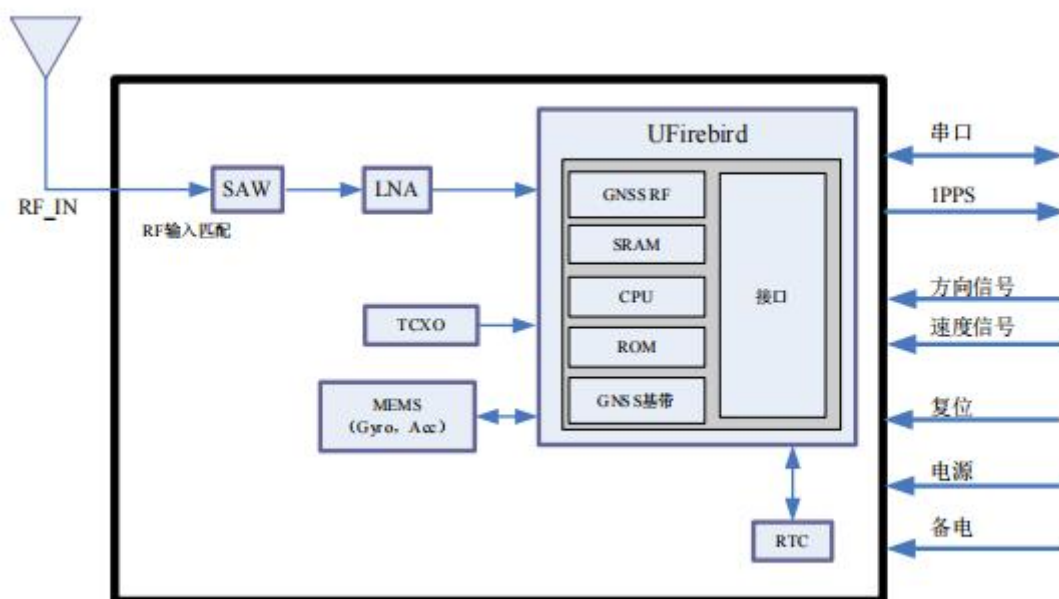 RF_IN
RF输入匹配
SAW
LNA
TCXO
MEMS
（Gyro，Acc）
UFirebird
GNSS RF
SRAM
CPU
ROM
GNSS基带
接口
RTC
串口
1PPS
方向信号
速度信号
复位
电源
备电